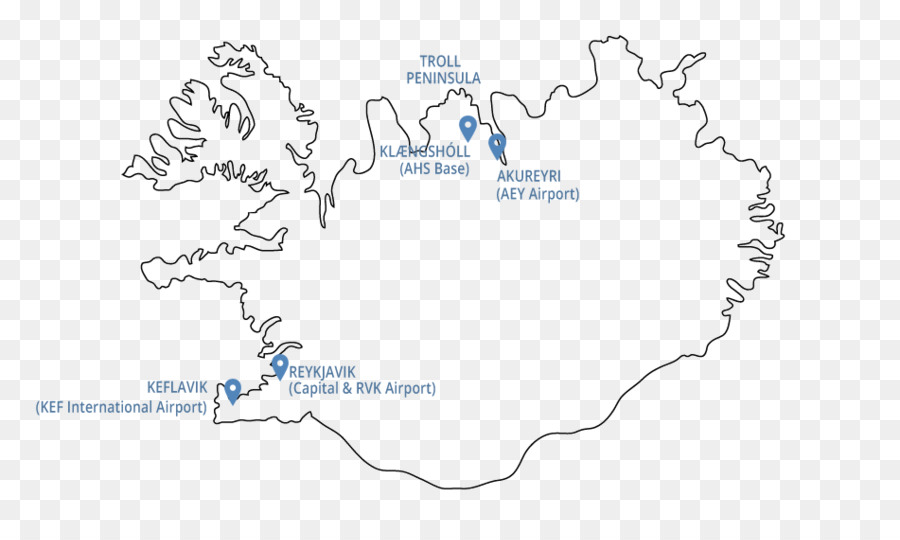 TROLL
PENINSULA
KLÆNGSHÓLL
(AHS Base)
AKUREYRI
(AEY Airport)
REYKJAVIK
(Capital & RVK Airport)
KEFLAVIK
(KEF International Airport)